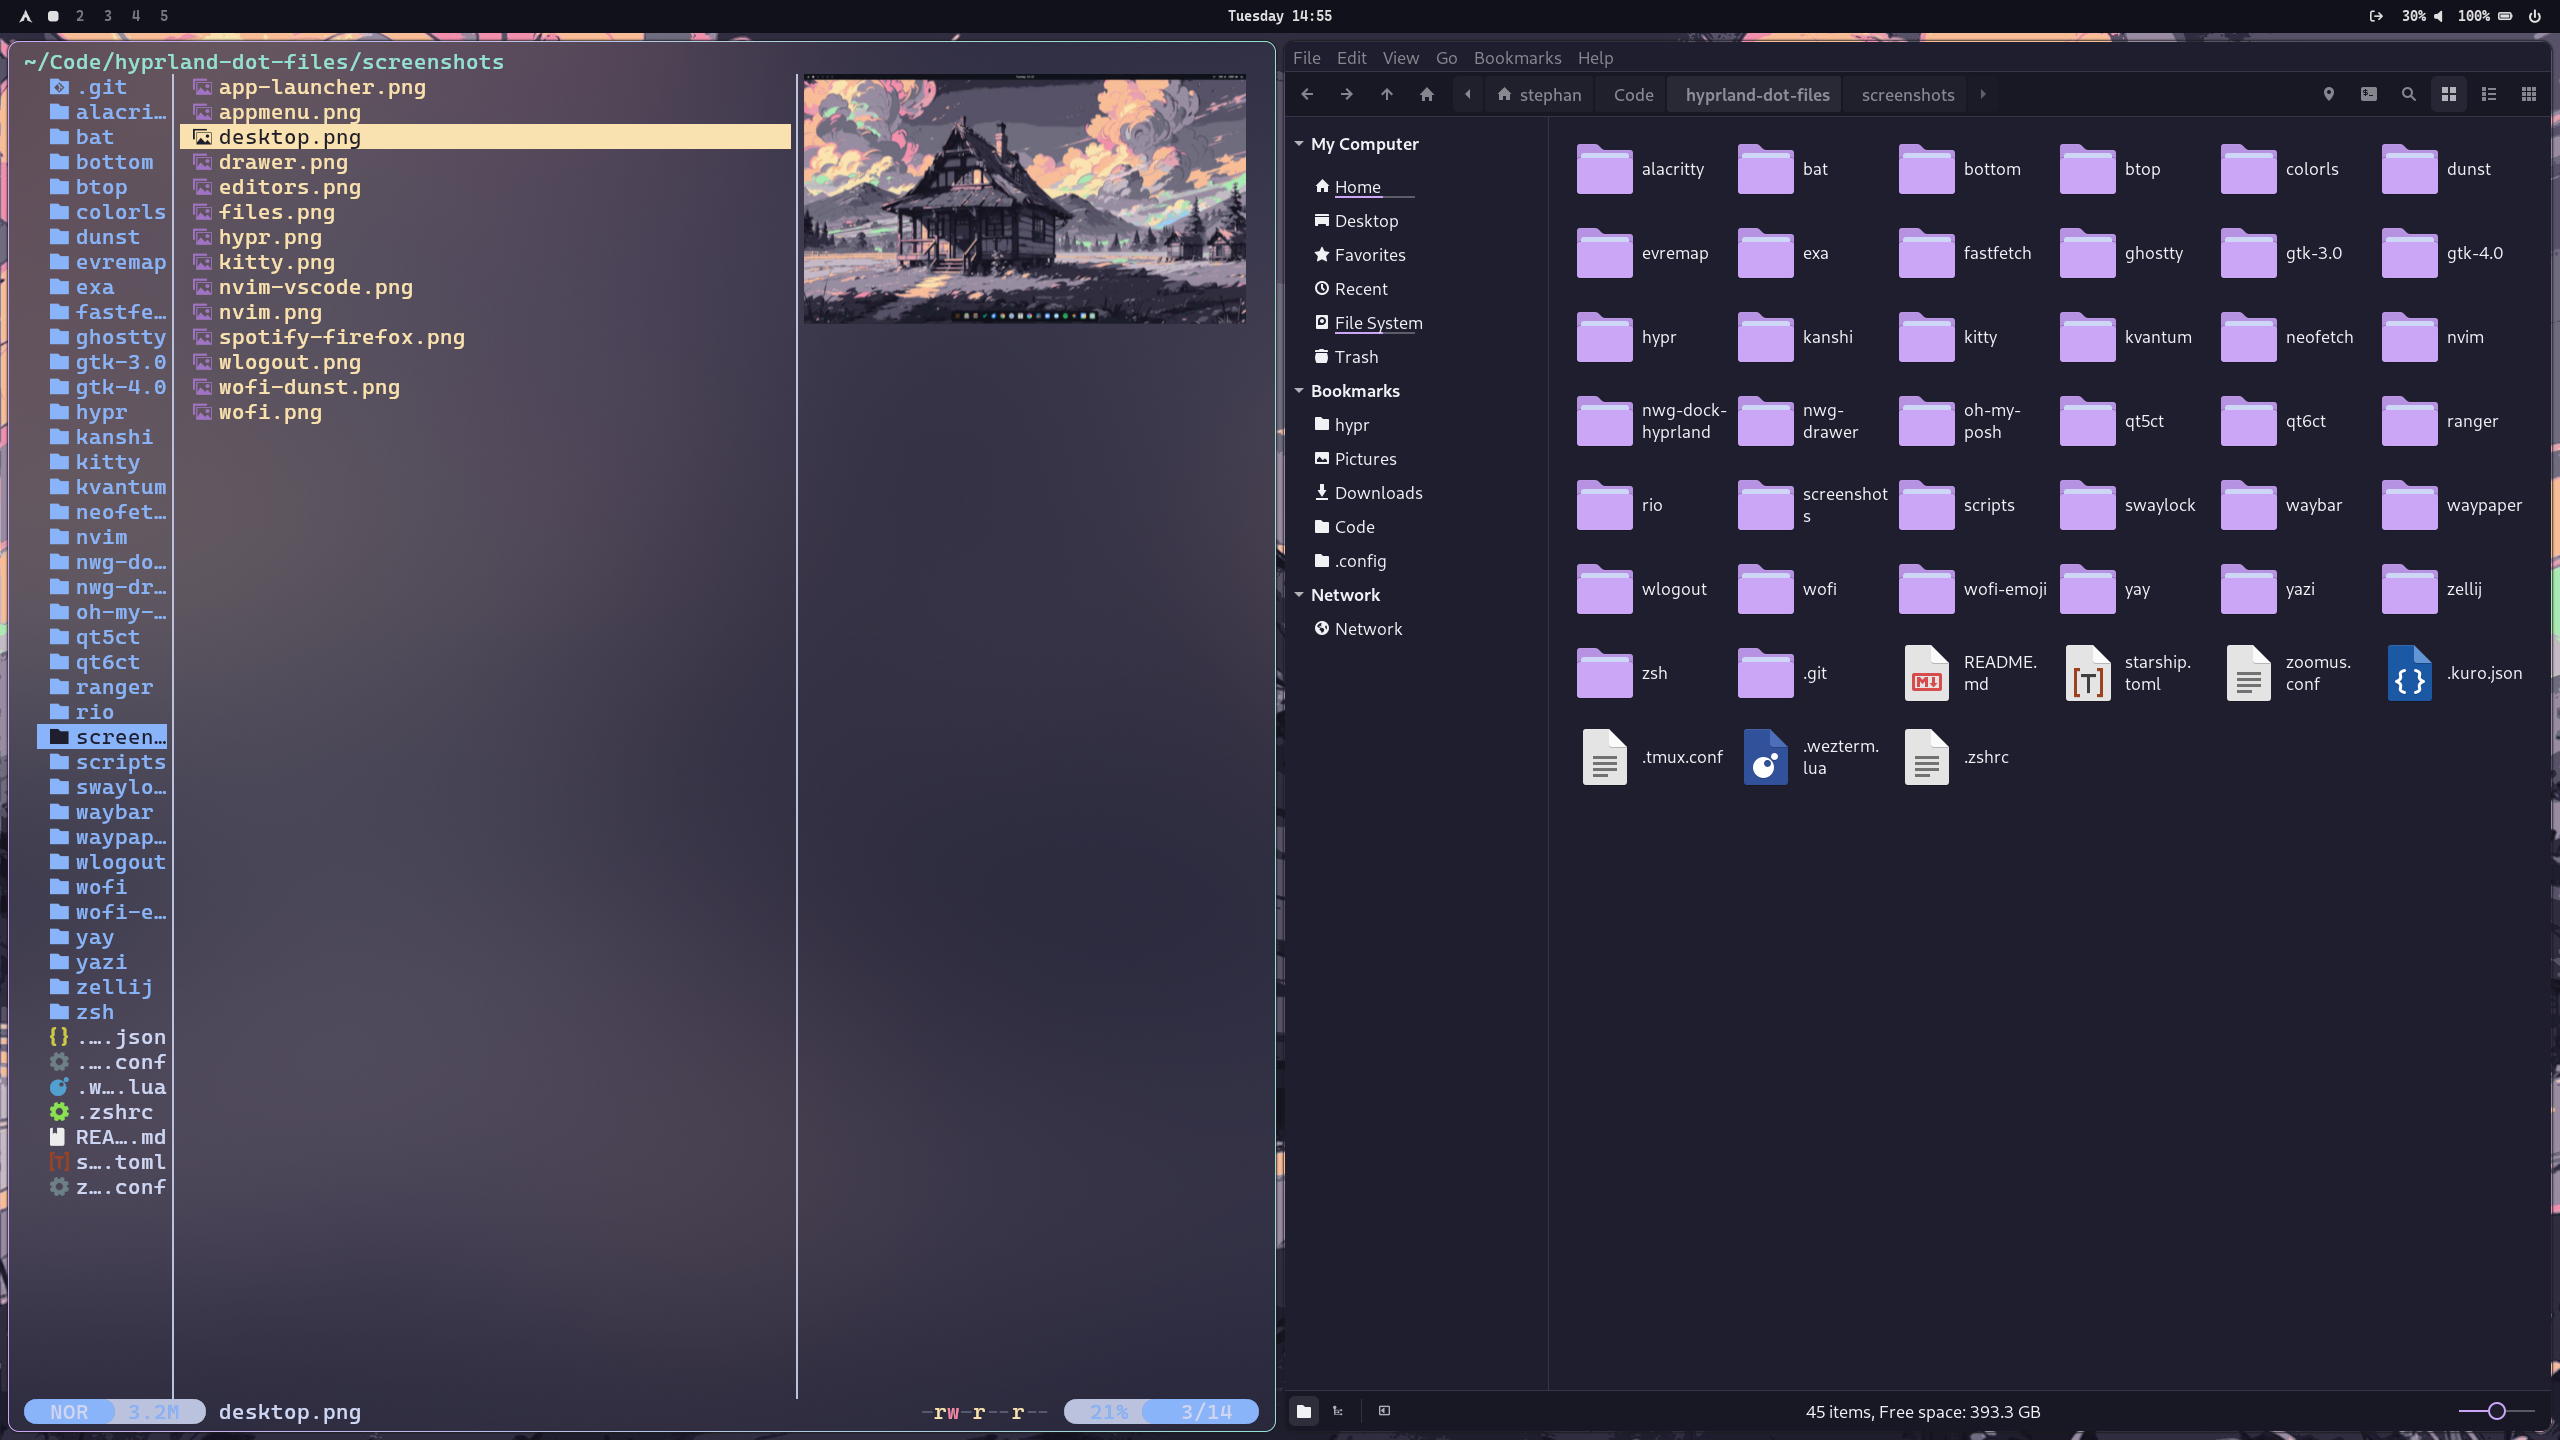 2 3 4 5
Tuesday 14:55
30%
100%
~/Code/hyprland-dot-files/screenshots
.git
alacri…
bat
bottom
btop
colorls
dunst
evremap
exa
fastfe…
ghostty
gtk-3.0
gtk-4.0
hypr
kanshi
kitty
kvantum
neofet…
nvim
nwg-do…
nwg-dr…
oh-my-…
qt5ct
qt6ct
ranger
rio
screen…
scripts
swaylo…
waybar
waypap…
wlogout
wofi
wofi-e…
yay
yazi
zellij
zsh
.….json
.….conf
.w….lua
.zshrc
REA….md
s….toml
z….conf
app-launcher.png
appmenu.png
desktop.png
drawer.png
editors.png
files.png
hypr.png
kitty.png
nvim-vscode.png
nvim.png
spotify-firefox.png
wlogout.png
wofi-dunst.png
wofi.png
NOR 3.2M desktop.png
-rw-r--r--
21% 3/14
File Edit View Go Bookmarks Help
stephan Code hyprland-dot-files screenshots
My Computer
Home
Desktop
Favorites
Recent
File System
Trash
Bookmarks
hypr
Pictures
Downloads
Code
.config
Network
Network
alacritty bat bottom btop colorls dunst
evremap exa fastfetch ghostty gtk-3.0 gtk-4.0
hypr kanshi kitty kvantum neofetch nvim
nwg-dock-
hyprland
nwg-
drawer
oh-my-
posh
qt5ct qt6ct ranger
rio
screenshot
s
scripts swaylock waybar waypaper
wlogout wofi wofi-emoji yay yazi zellij
zsh .git
README.
md
starship.
toml
zoomus.
conf
.kuro.json
.tmux.conf
.wezterm.
lua
.zshrc
45 items, Free space: 393.3 GB